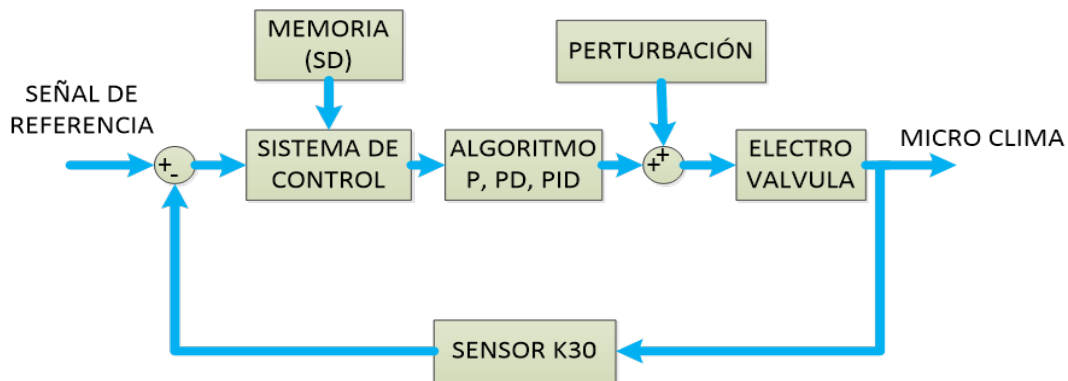 MEMORIA
(SD)
PERTURBACIÓN
SEÑAL DE
REFERENCIA
+
-
SISTEMA DE
CONTROL
ALGORITMO
P, PD, PID
+
+
ELECTRO
VALVULA
MICRO CLIMA
SENSOR K30